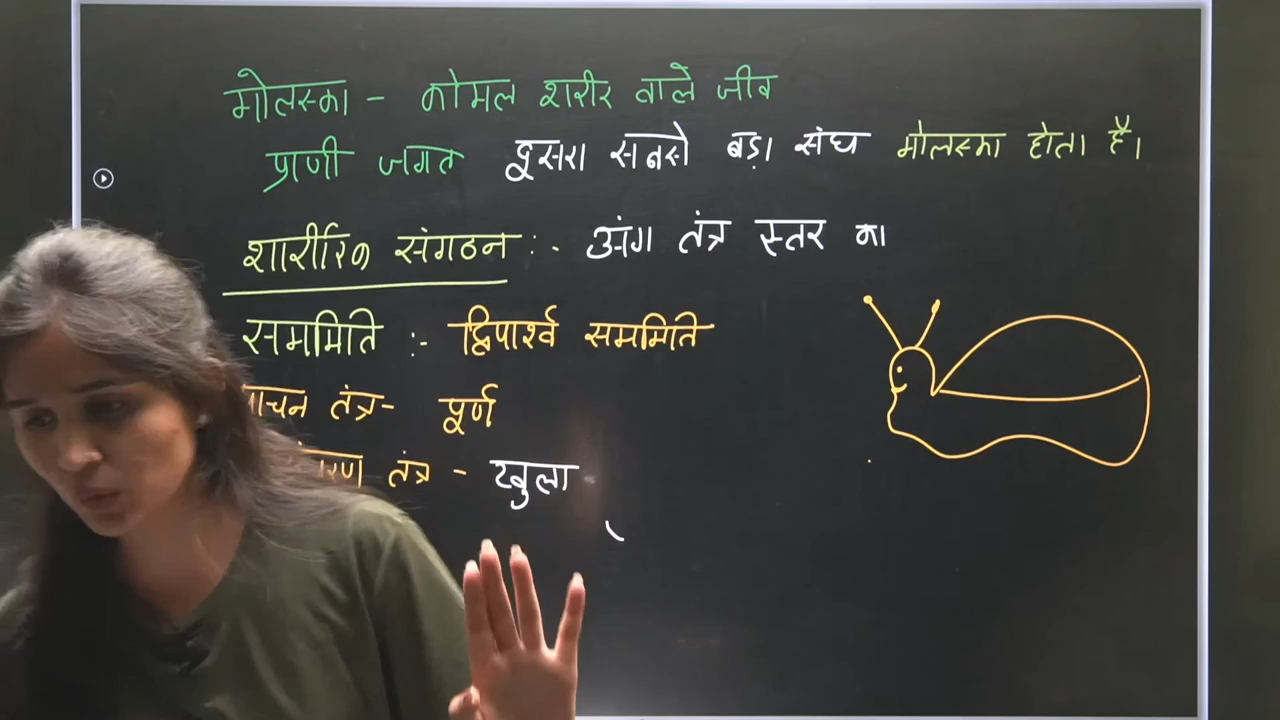 मोलस्का - कोमल शरीर वाले जीव
प्राणी जगत दूसरा सबसे बड़ा संघ मोलस्का होता है।
शारीरिक संगठन :- अंग तंत्र स्तर का
सममिति :- द्विपार्श्व सममिति
तंत्र- पूर्ण
तंत्र - खुला